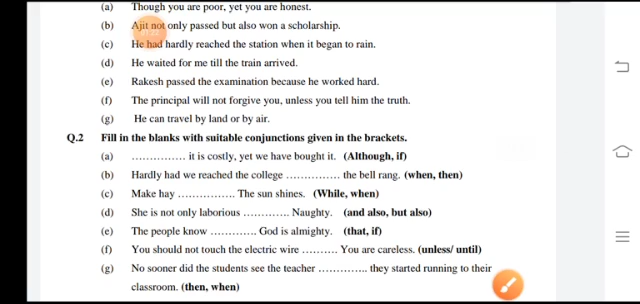 (a) Though you are poor, yet you are honest.
(b) Ajit not only passed but also won a scholarship.
(c) He had hardly reached the station when it began to rain.
(d) He waited for me till the train arrived.
(e) Rakesh passed the examination because he worked hard.
(f) The principal will not forgive you, unless you tell him the truth.
(g) He can travel by land or by air.
Q.2 Fill in the blanks with suitable conjunctions given in the brackets.
(a) ............... it is costly, yet we have bought it. (Although, if)
(b) Hardly had we reached the college ............... the bell rang. (when, then)
(c) Make hay ................ The sun shines. (While, when)
(d) She is not only laborious ............. Naughty. (and also, but also)
(e) The people know ............. God is almighty. (that, if)
(f) You should not touch the electric wire .......... You are careless. (unless/ until)
(g) No sooner did the students see the teacher .............. they started running to their
classroom. (then, when)